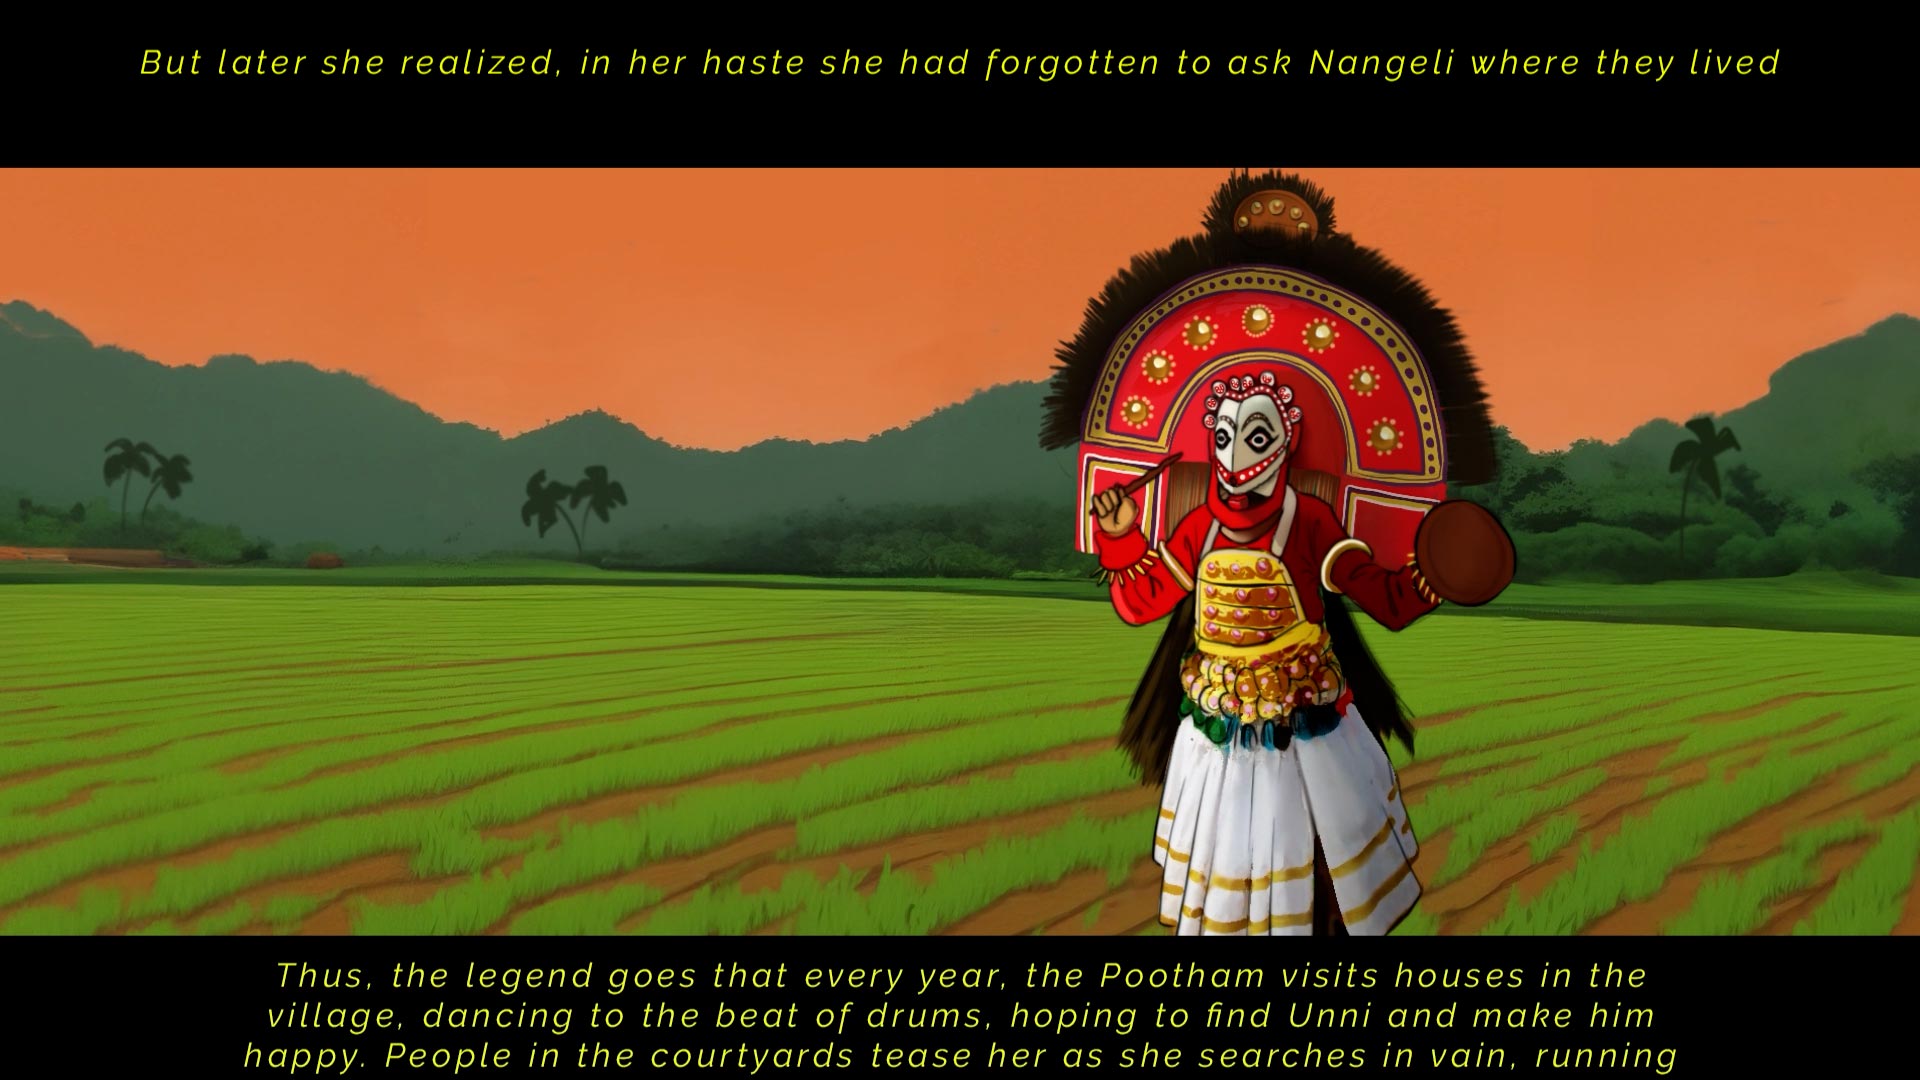 But later she realized, in her haste she had forgotten to ask Nangeli where they lived
Thus, the legend goes that every year, the Pootham visits houses in the
village, dancing to the beat of drums, hoping to find Unni and make him
happy. People in the courtyards tease her as she searches in vain, running